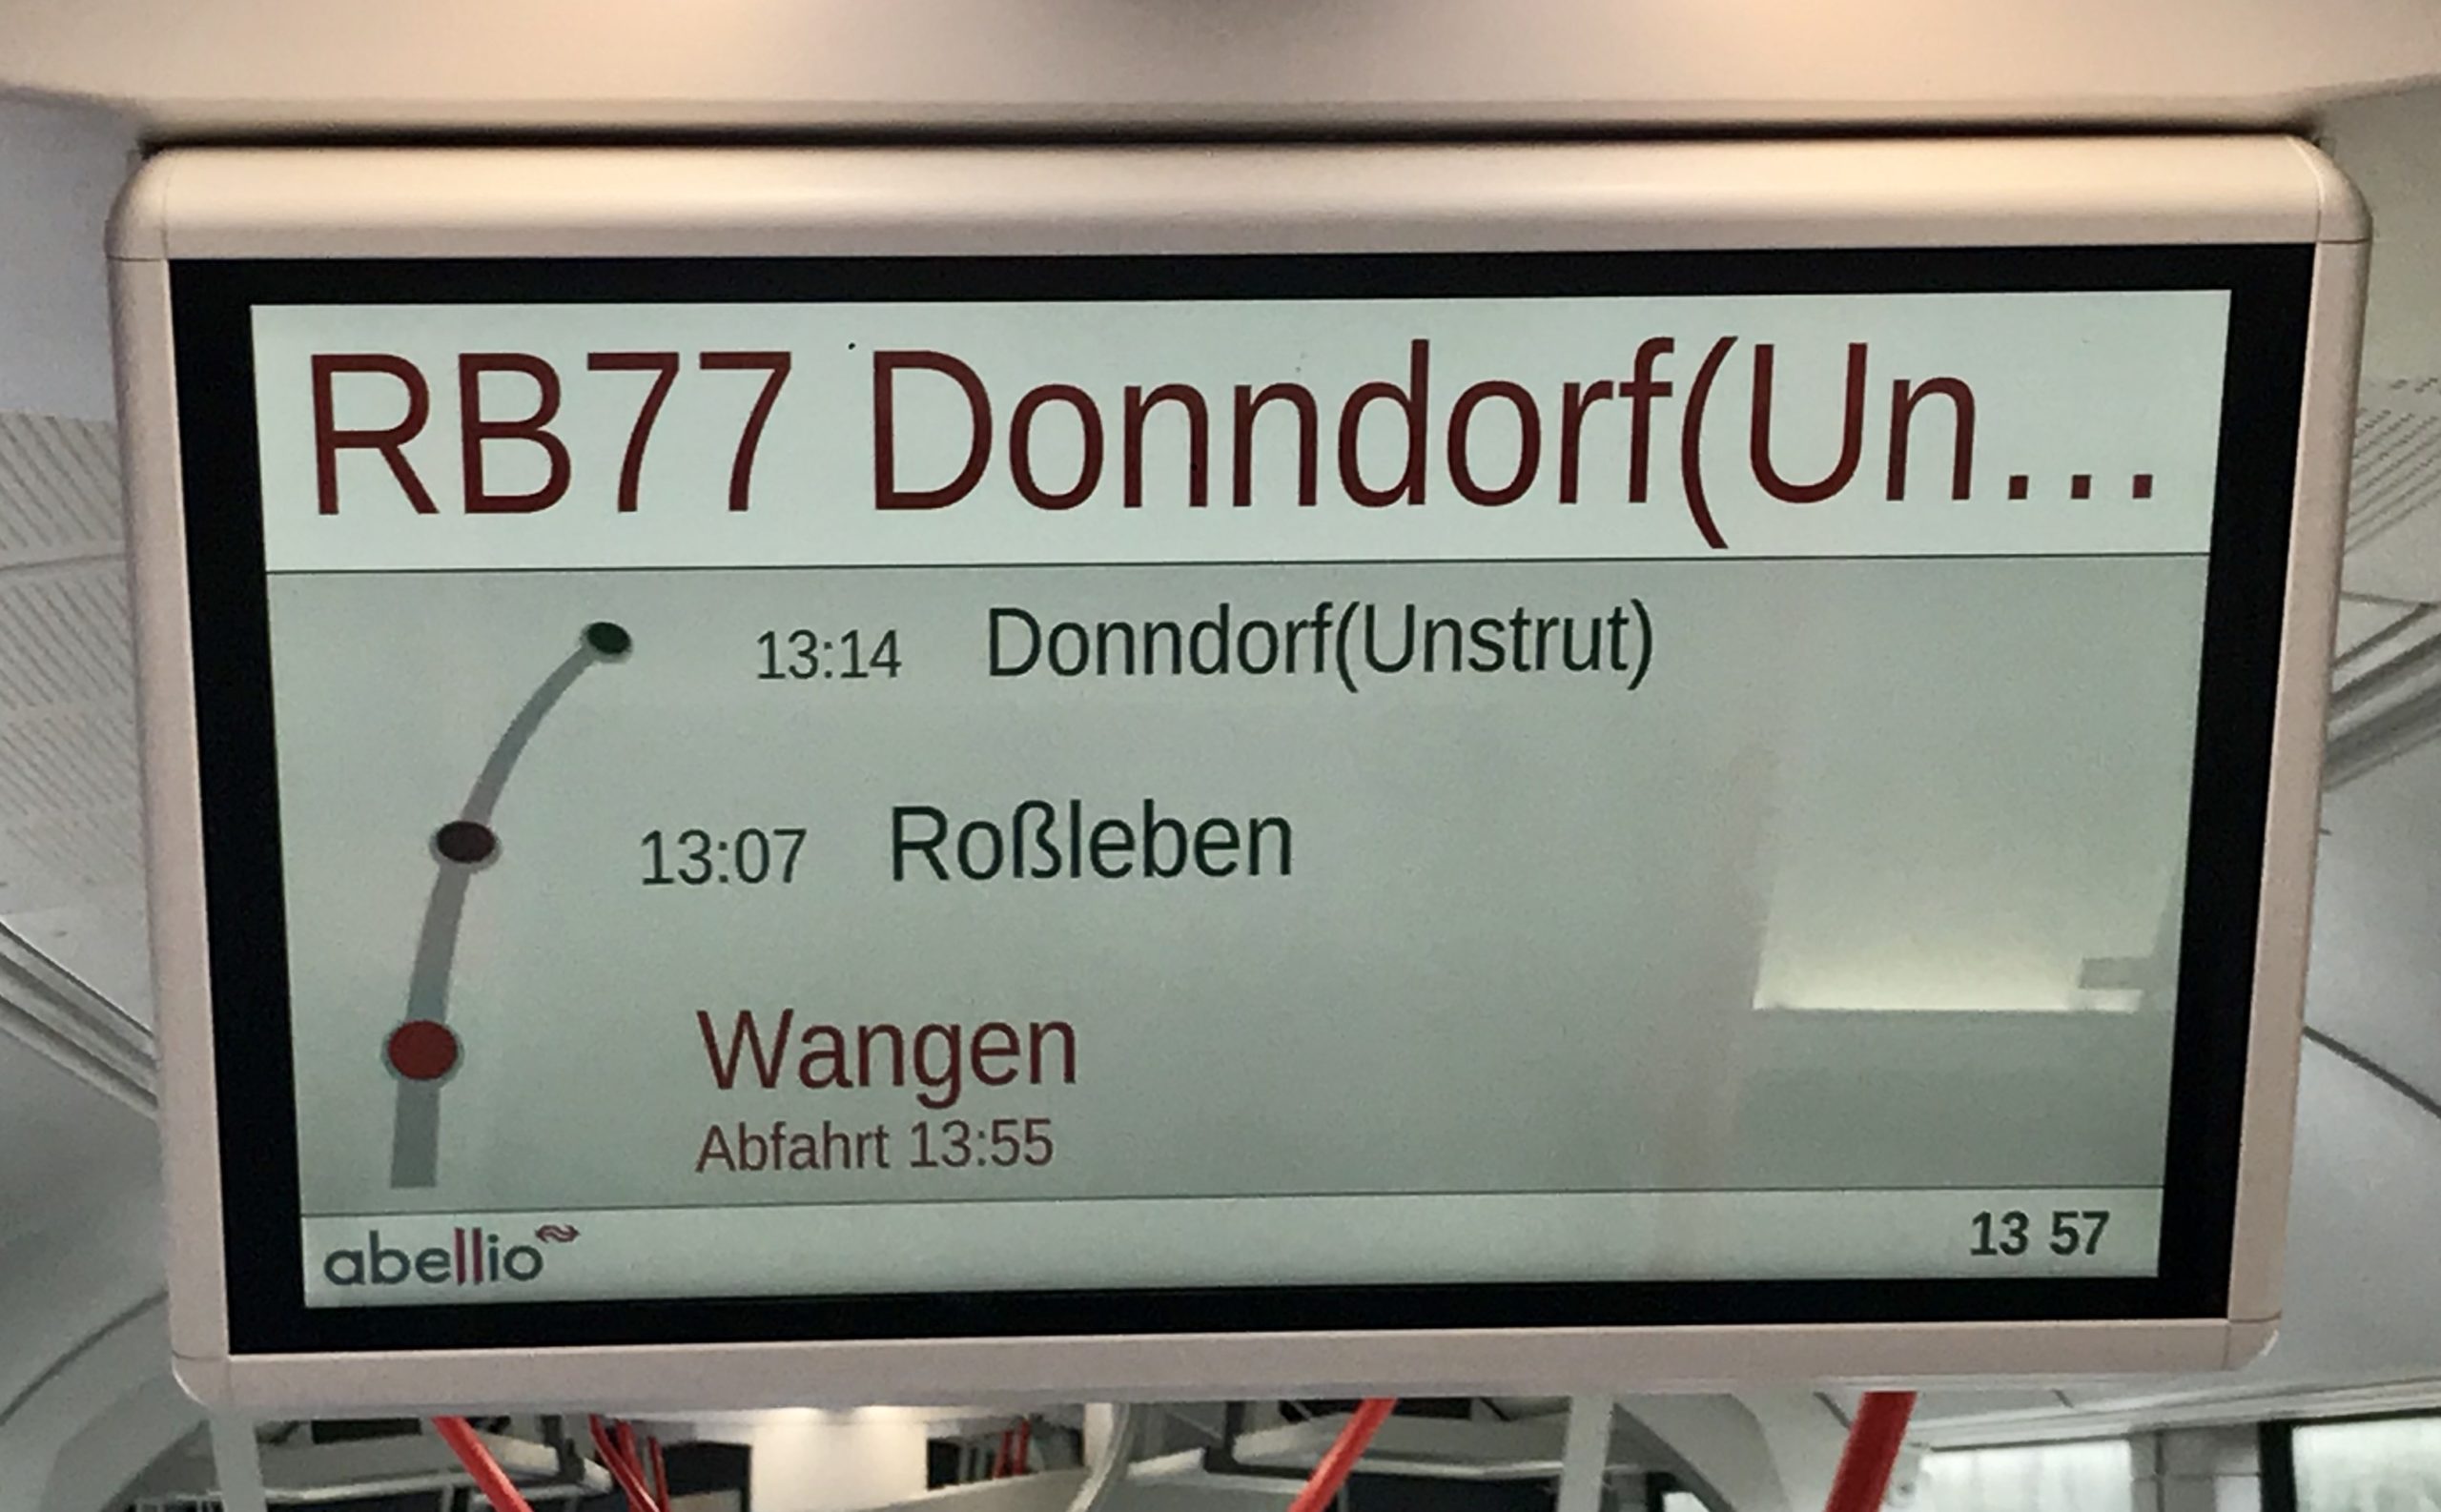 RB77 Donndorf(Un...
13:14 Donndorf(Unstrut)
13:07 Roßleben
Wangen
Abfahrt 13:55
abellio
13 57